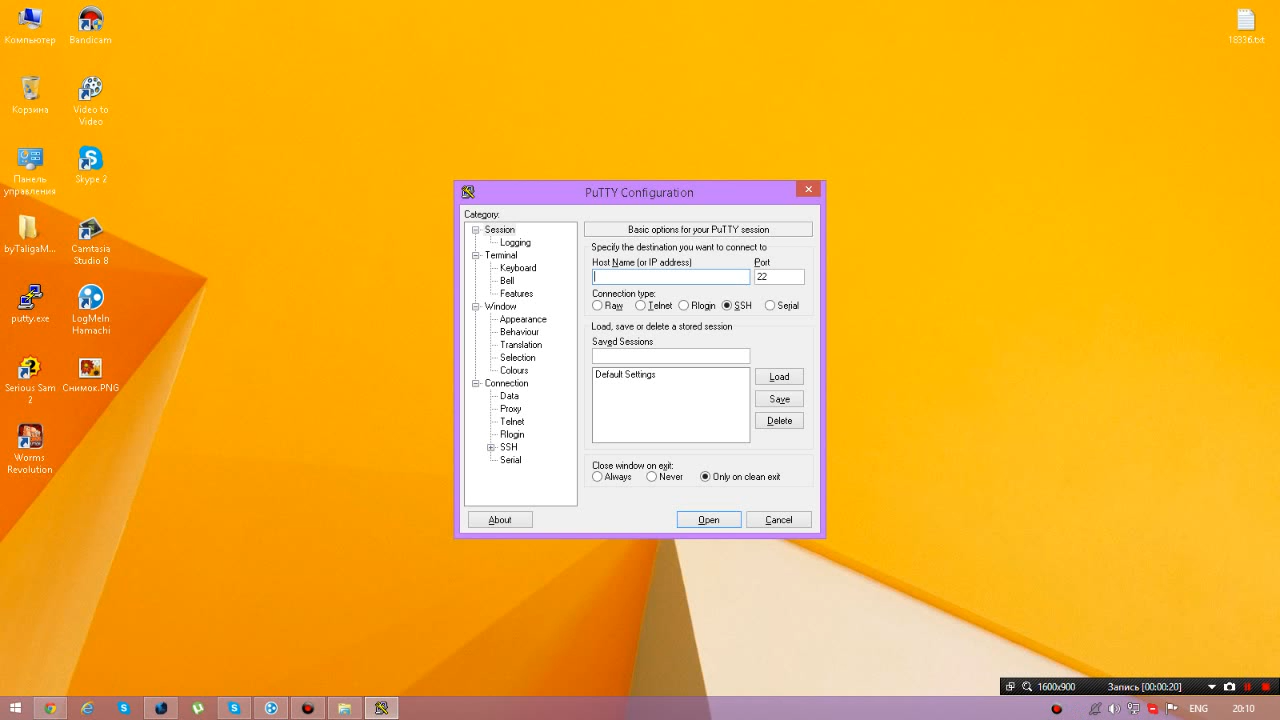 Компьютер
Bandicam
18336.txt
Корзина
Video to
Video
Панель
управления
Skype 2
byTaligaM...
Camtasia
Studio 8
putty.exe
LogMeIn
Hamachi
Serious Sam
2
Снимок.PNG
Worms
Revolution
PuTTY Configuration
Category:
Session
Logging
Terminal
Keyboard
Bell
Features
Window
Appearance
Behaviour
Translation
Selection
Colours
Connection
Data
Proxy
Telnet
Rlogin
SSH
Serial
Basic options for your PuTTY session
Specify the destination you want to connect to
Host Name (or IP address)
Port
22
Connection type:
Raw
Telnet
Rlogin
SSH
Serial
Load, save or delete a stored session
Saved Sessions
Default Settings
Load
Save
Delete
Close window on exit:
Always
Never
Only on clean exit
About
Open
Cancel
1600x900
Запись [00:00:20]
ENG
20:10